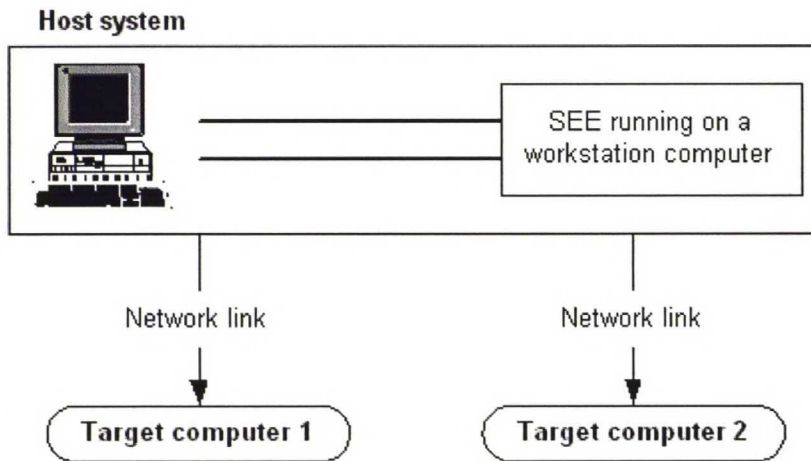 Host system
SEE running on a
workstation computer
Network link
Network link
Target computer 1
Target computer 2